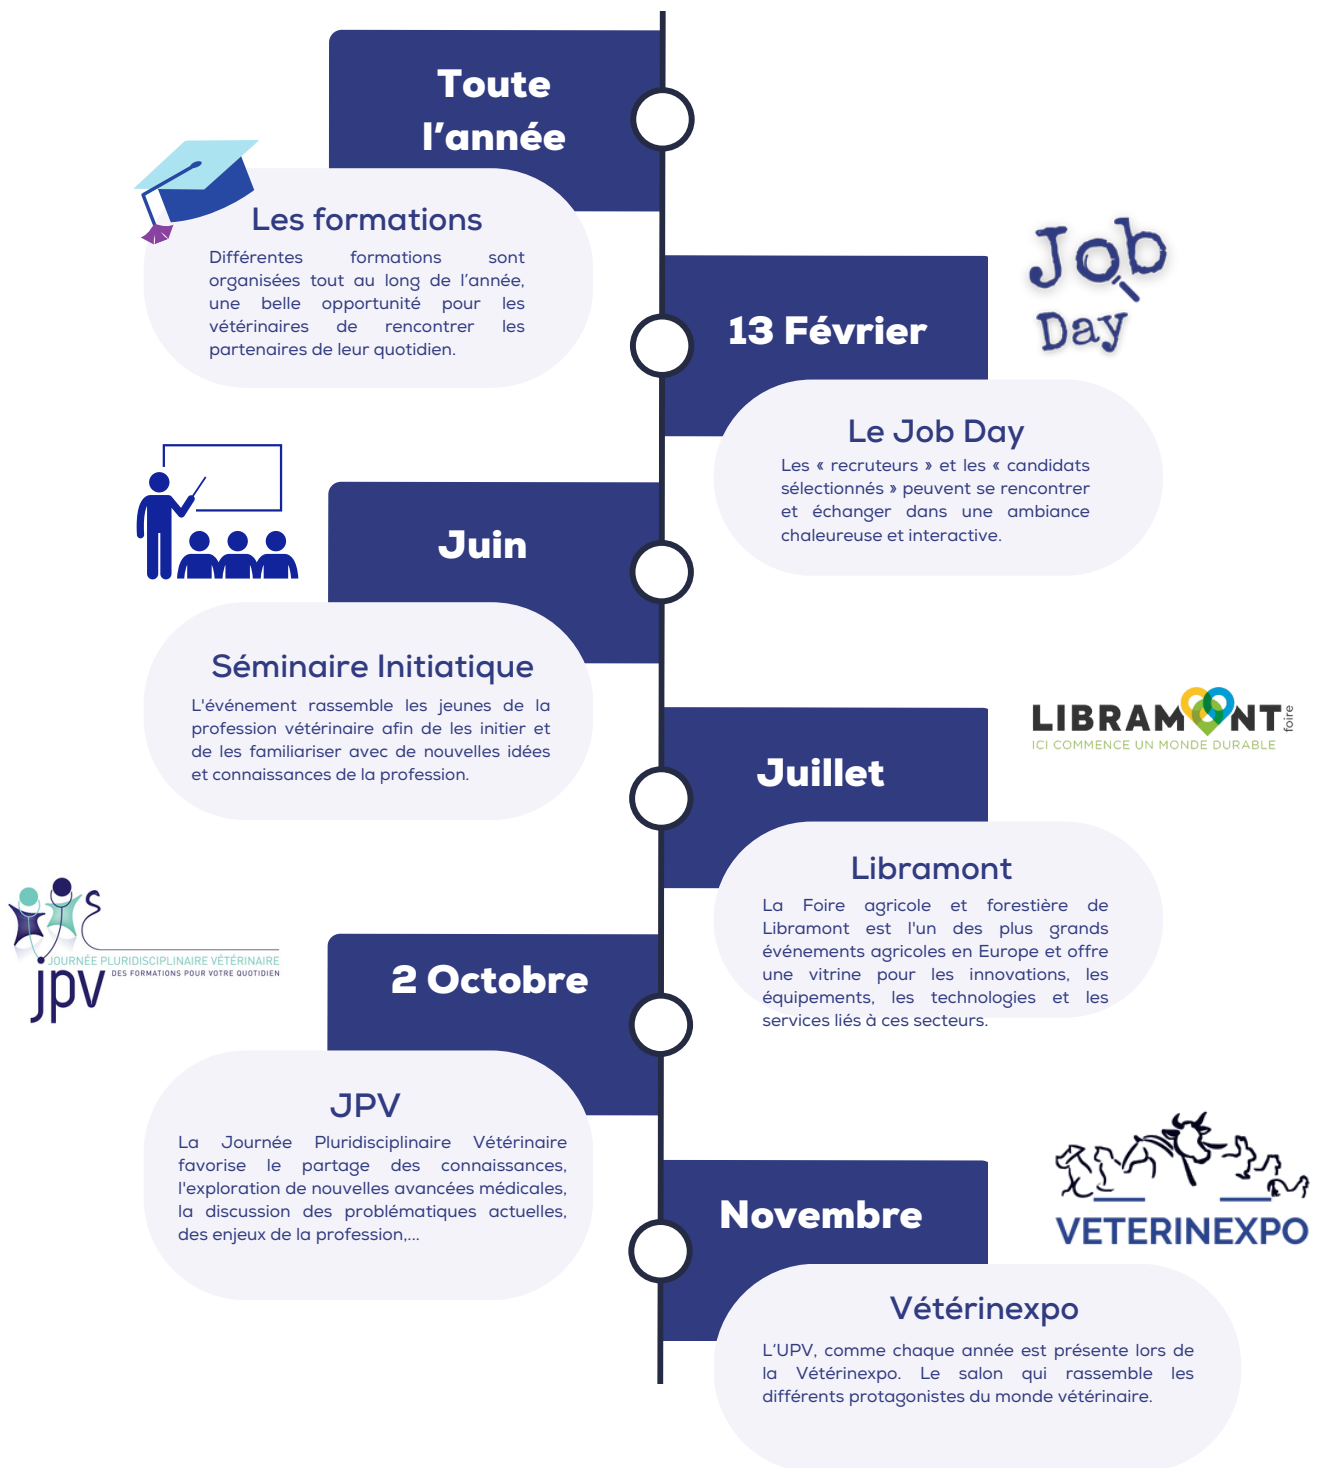 Toute
l'année
Les formations
Différentes formations sont
organisées tout au long de l'année,
une belle opportunité pour les
vétérinaires de rencontrer les
partenaires de leur quotidien.
Job
Day
13 Février
Le Job Day
Les « recruteurs » et les « candidats
sélectionnés » peuvent se rencontrer
et échanger dans une ambiance
chaleureuse et interactive.
Juin
Séminaire Initiatique
L'événement rassemble les jeunes de la
profession vétérinaire afin de les initier et
de les familiariser avec de nouvelles idées
et connaissances de la profession.
LIBRAMONT foire
ICI COMMENCE UN MONDE DURABLE
Juillet
Libramont
La Foire agricole et forestière de
Libramont est l'un des plus grands
événements agricoles en Europe et offre
une vitrine pour les innovations, les
équipements, les technologies et les
services liés à ces secteurs.
JOURNÉE PLURIDISCIPLINAIRE VÉTÉRINAIRE
DES FORMATIONS POUR VOTRE QUOTIDIEN
jpv
2 Octobre
JPV
La Journée Pluridisciplinaire Vétérinaire
favorise le partage des connaissances,
l'exploration de nouvelles avancées médicales,
la discussion des problématiques actuelles,
des enjeux de la profession,...
VETERINEXPO
Novembre
Vétérinexpo
L'UPV, comme chaque année est présente lors de
la Vétérinexpo. Le salon qui rassemble les
différents protagonistes du monde vétérinaire.